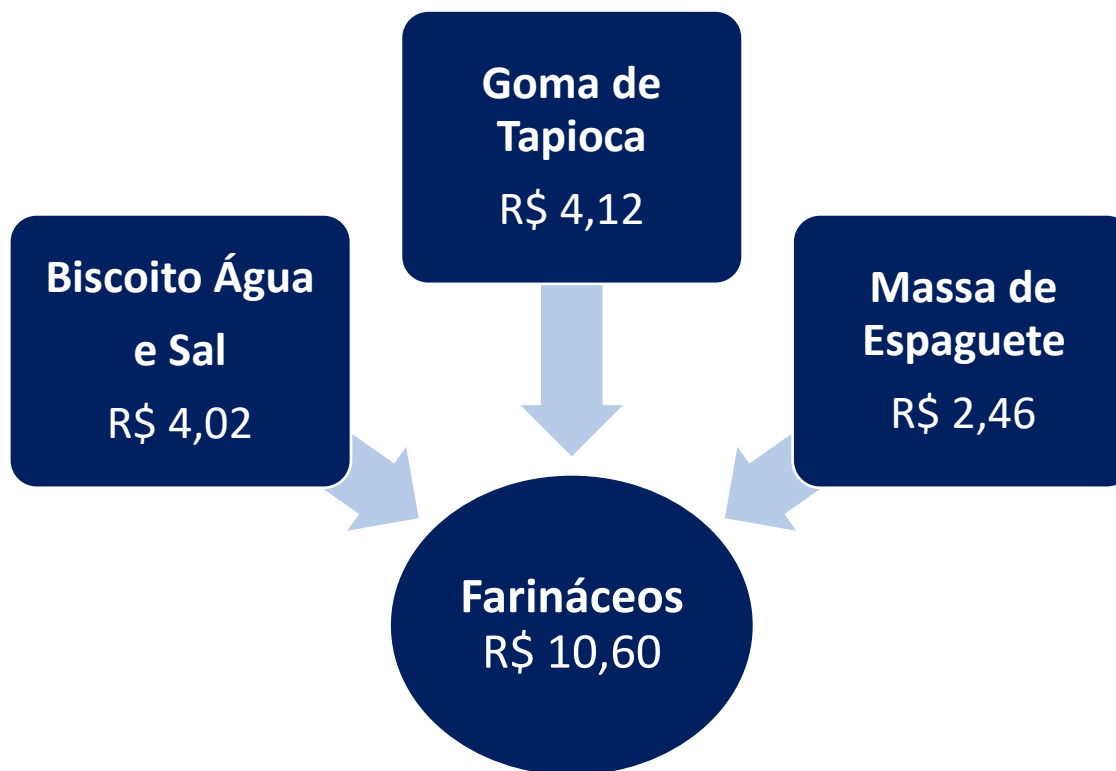 Goma de
Tapioca
R$ 4,12
Biscoito Água
e Sal
R$ 4,02
Massa de
Espaguete
R$ 2,46
Farináceos
R$ 10,60